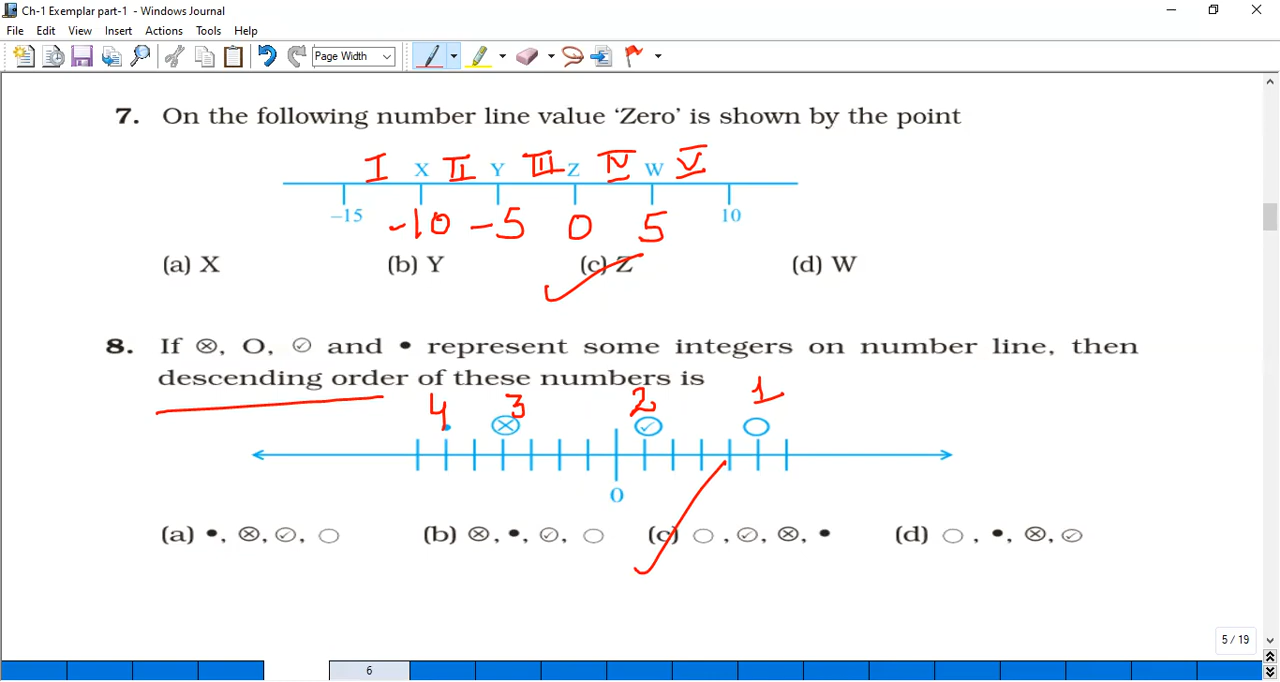 Ch-1 Exemplar part-1 - Windows Journal
File Edit View Insert Actions Tools Help
Page Width
7. On the following number line value ‘Zero’ is shown by the point
I X II Y III Z IV W V
–15 -10 -5 0 5 10
(a) X (b) Y (c) Z (d) W
8. If ⊗, O, ✓ and • represent some integers on number line, then
descending order of these numbers is
4 3 2 1
0
(a) •, ⊗, ✓, ○ (b) ⊗, •, ✓, ○ (c) ○, ✓, ⊗, • (d) ○, •, ⊗, ✓
5 / 19
6